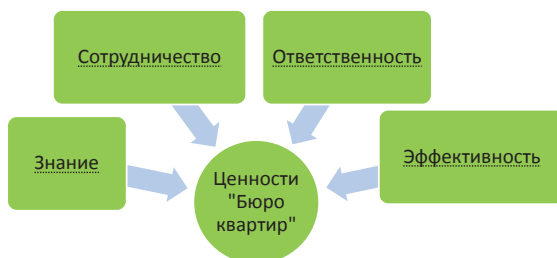 Сотрудничество
Ответственность
Знание
Эффективность
Ценности
"Бюро
квартир"